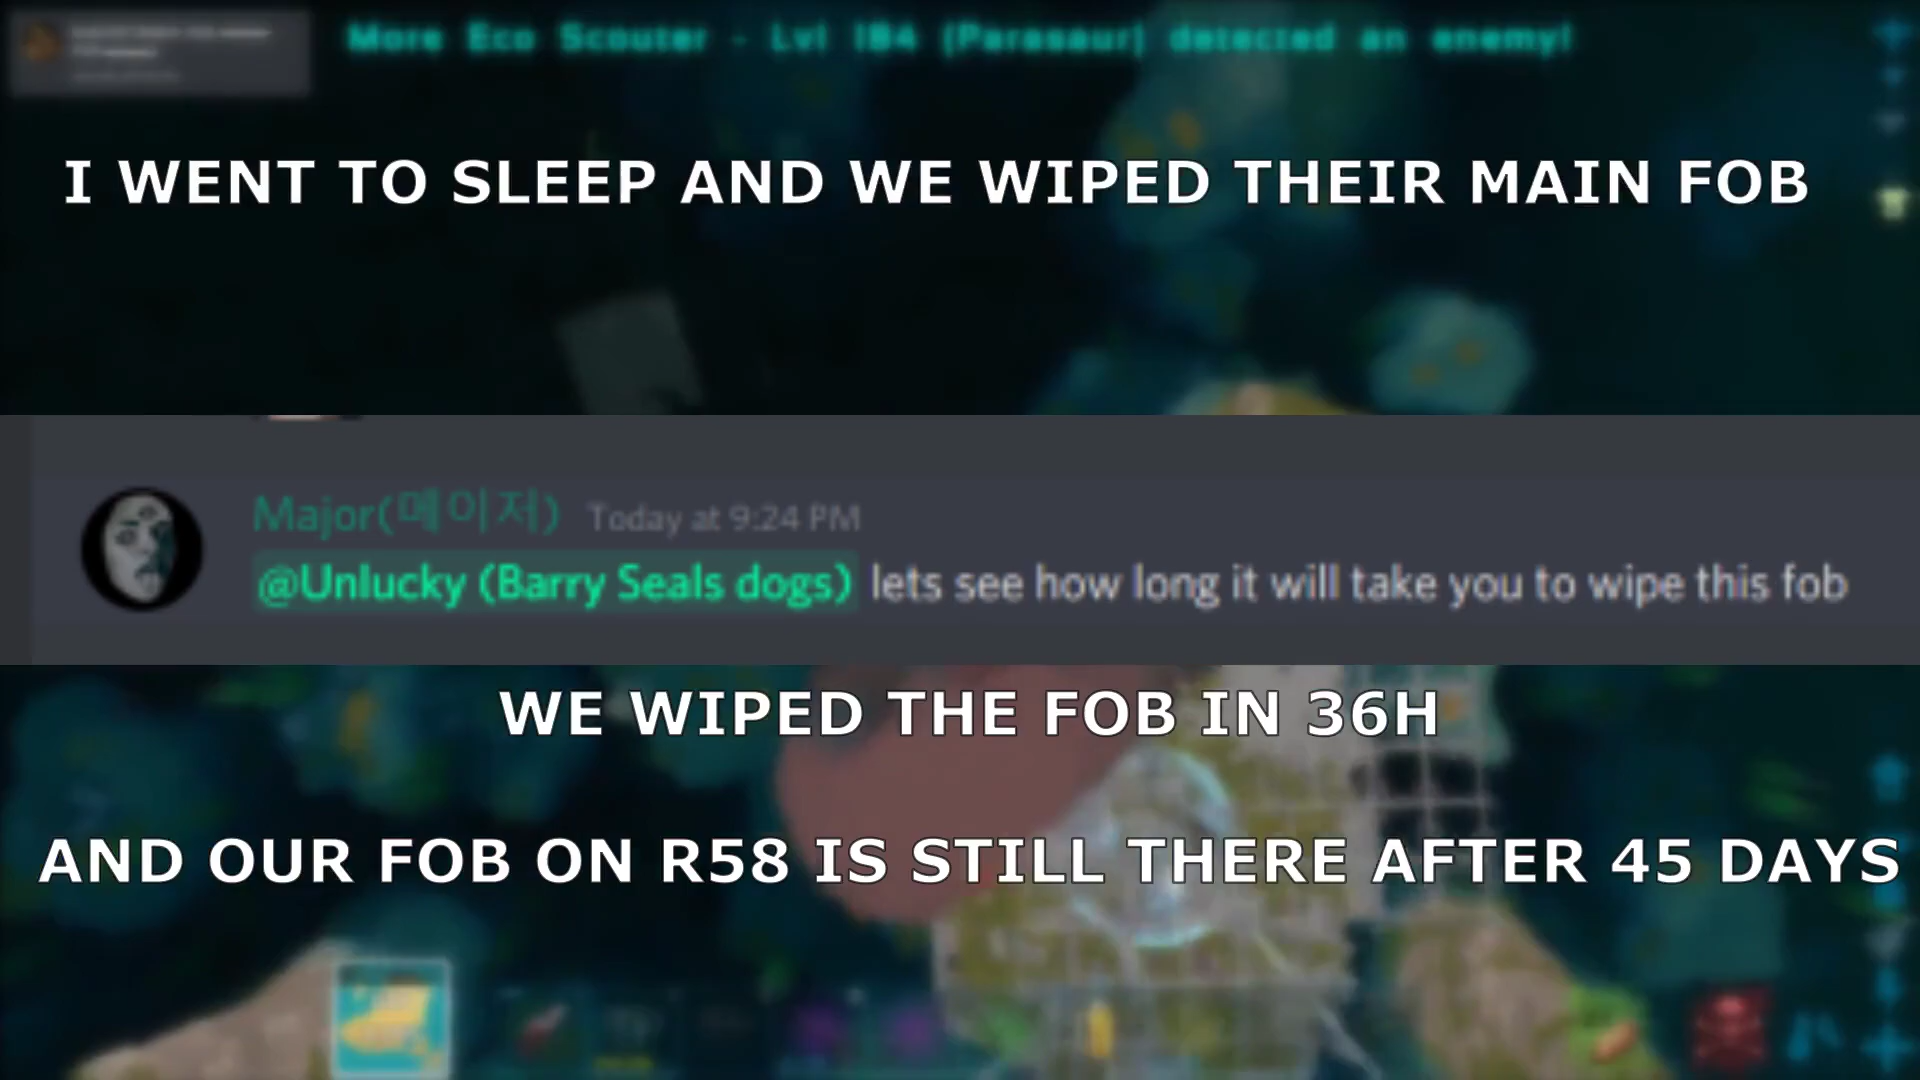 More Eco Scouter - Lvl 184 (Parasaur) detected an enemy!
I WENT TO SLEEP AND WE WIPED THEIR MAIN FOB
Major(메이저) Today at 9:24 PM
@Unlucky (Barry Seals dogs) lets see how long it will take you to wipe this fob
WE WIPED THE FOB IN 36H
AND OUR FOB ON R58 IS STILL THERE AFTER 45 DAYS